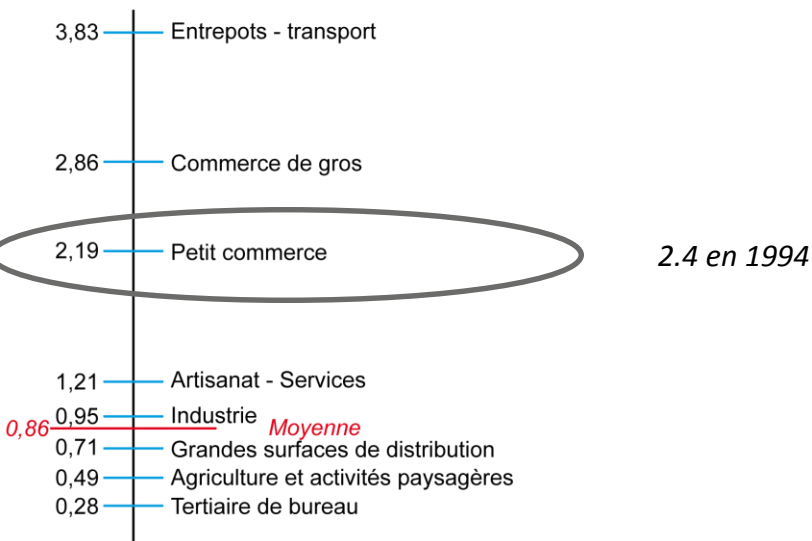 3,83 Entrepots - transport
2,86 Commerce de gros
2,19 Petit commerce 2.4 en 1994
1,21 Artisanat - Services
0,95 Industrie
0,86 Moyenne
0,71 Grandes surfaces de distribution
0,49 Agriculture et activités paysagères
0,28 Tertiaire de bureau